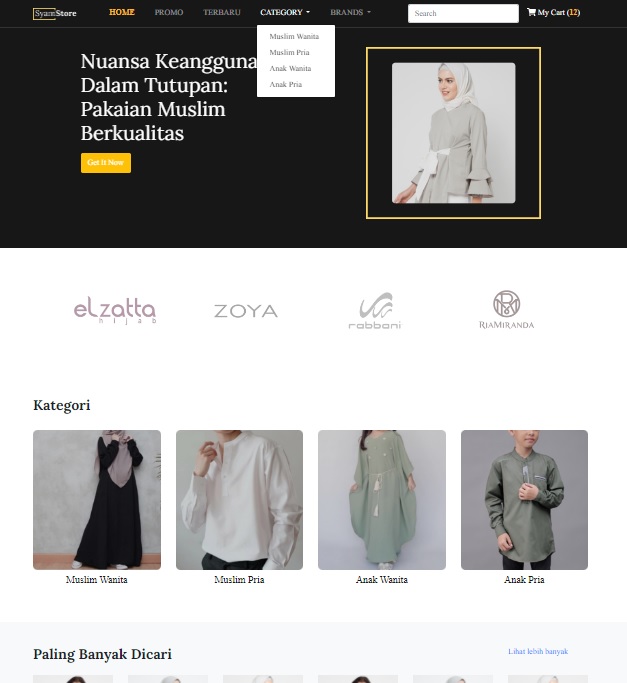 SyamStore HOME PROMO TERBARU CATEGORY BRANDS Search My Cart (12)
Muslim Wanita
Muslim Pria
Anak Wanita
Anak Pria
Nuansa Keangguna
Dalam Tutupan:
Pakaian Muslim
Berkualitas
Get It Now
elzatta
hijab
ZOYA
rabbani
RIAMIRANDA
Kategori
Muslim Wanita Muslim Pria Anak Wanita Anak Pria
Paling Banyak Dicari Lihat lebih banyak